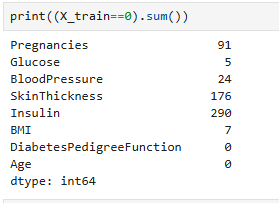 print((X_train==0).sum())
Pregnancies 91
Glucose 5
BloodPressure 24
SkinThickness 176
Insulin 290
BMI 7
DiabetesPedigreeFunction 0
Age 0
dtype: int64